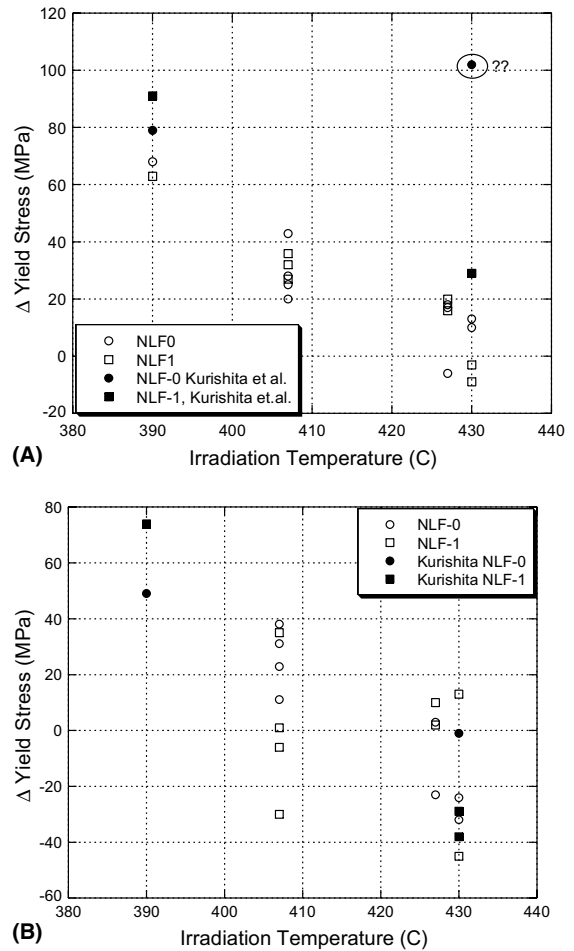 120
100
80
60
40
20
0
-20
Δ Yield Stress (MPa)
??
NLF0
NLF1
NLF-0 Kurishita et al.
NLF-1, Kurishita et.al.
380 390 400 410 420 430 440
(A) Irradiation Temperature (C)
80
60
40
20
0
-20
-40
-60
Δ Yield Stress (MPa)
NLF-0
NLF-1
Kurishita NLF-0
Kurishita NLF-1
380 390 400 410 420 430 440
(B) Irradiation Temperature (C)